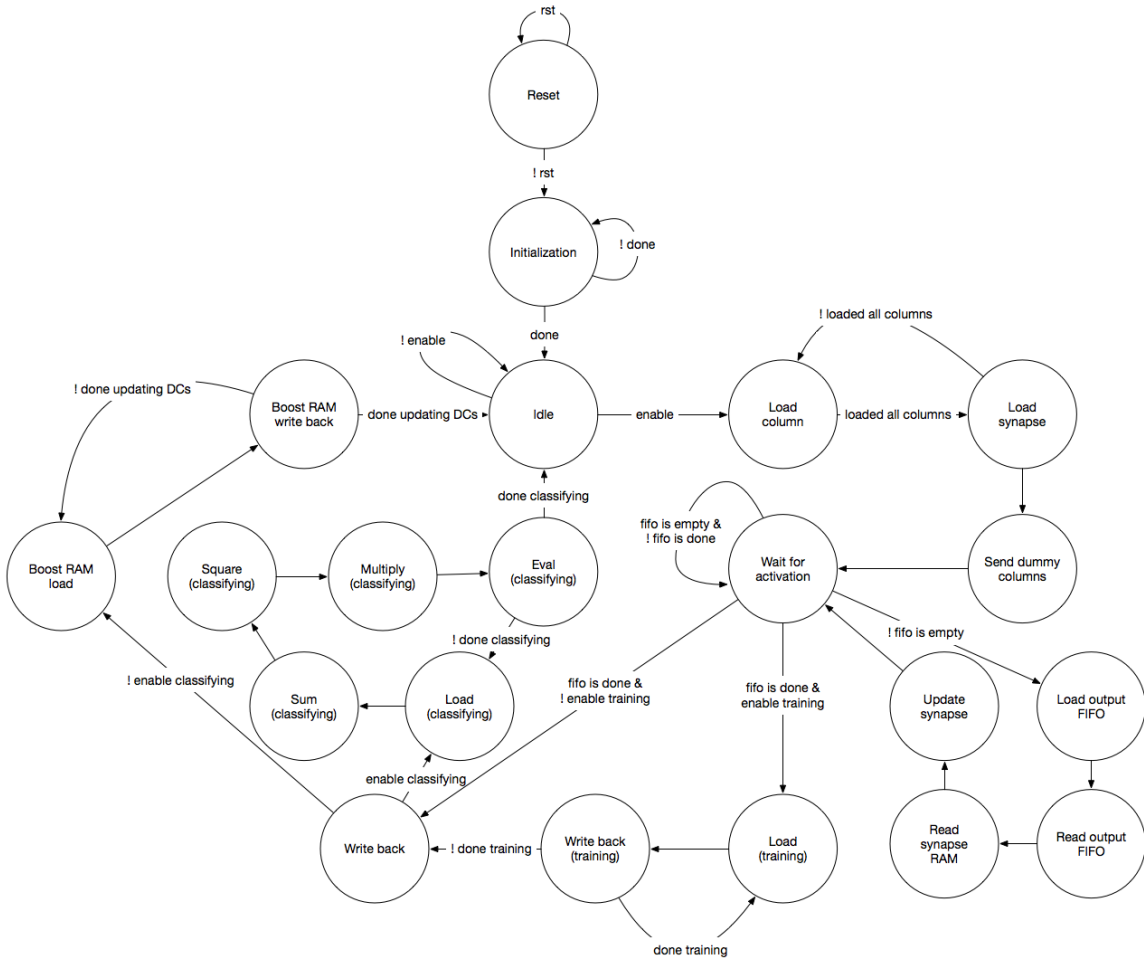 rst
Reset
! rst
Initialization
! done
done
! enable
! loaded all columns
! done updating DCs
Boost RAM
write back
done updating DCs
Idle
enable
Load
column
loaded all columns
Load
synapse
done classifying
fifo is empty &
! fifo is done
Boost RAM
load
Square
(classifying)
Multiply
(classifying)
Eval
(classifying)
Wait for
activation
Send dummy
columns
! done classifying
! fifo is empty
! enable classifying
Sum
(classifying)
Load
(classifying)
fifo is done &
! enable training
fifo is done &
enable training
Update
synapse
Load output
FIFO
enable classifying
Write back
! done training
Write back
(training)
Load
(training)
Read
synapse
RAM
Read output
FIFO
done training